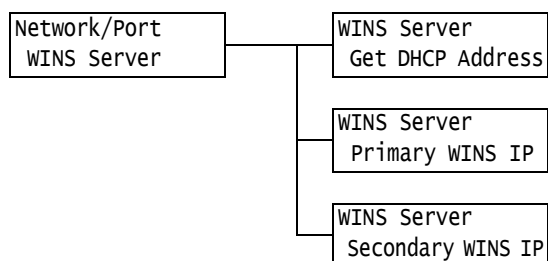 Network/Port
WINS Server
WINS Server
Get DHCP Address
WINS Server
Primary WINS IP
WINS Server
Secondary WINS IP